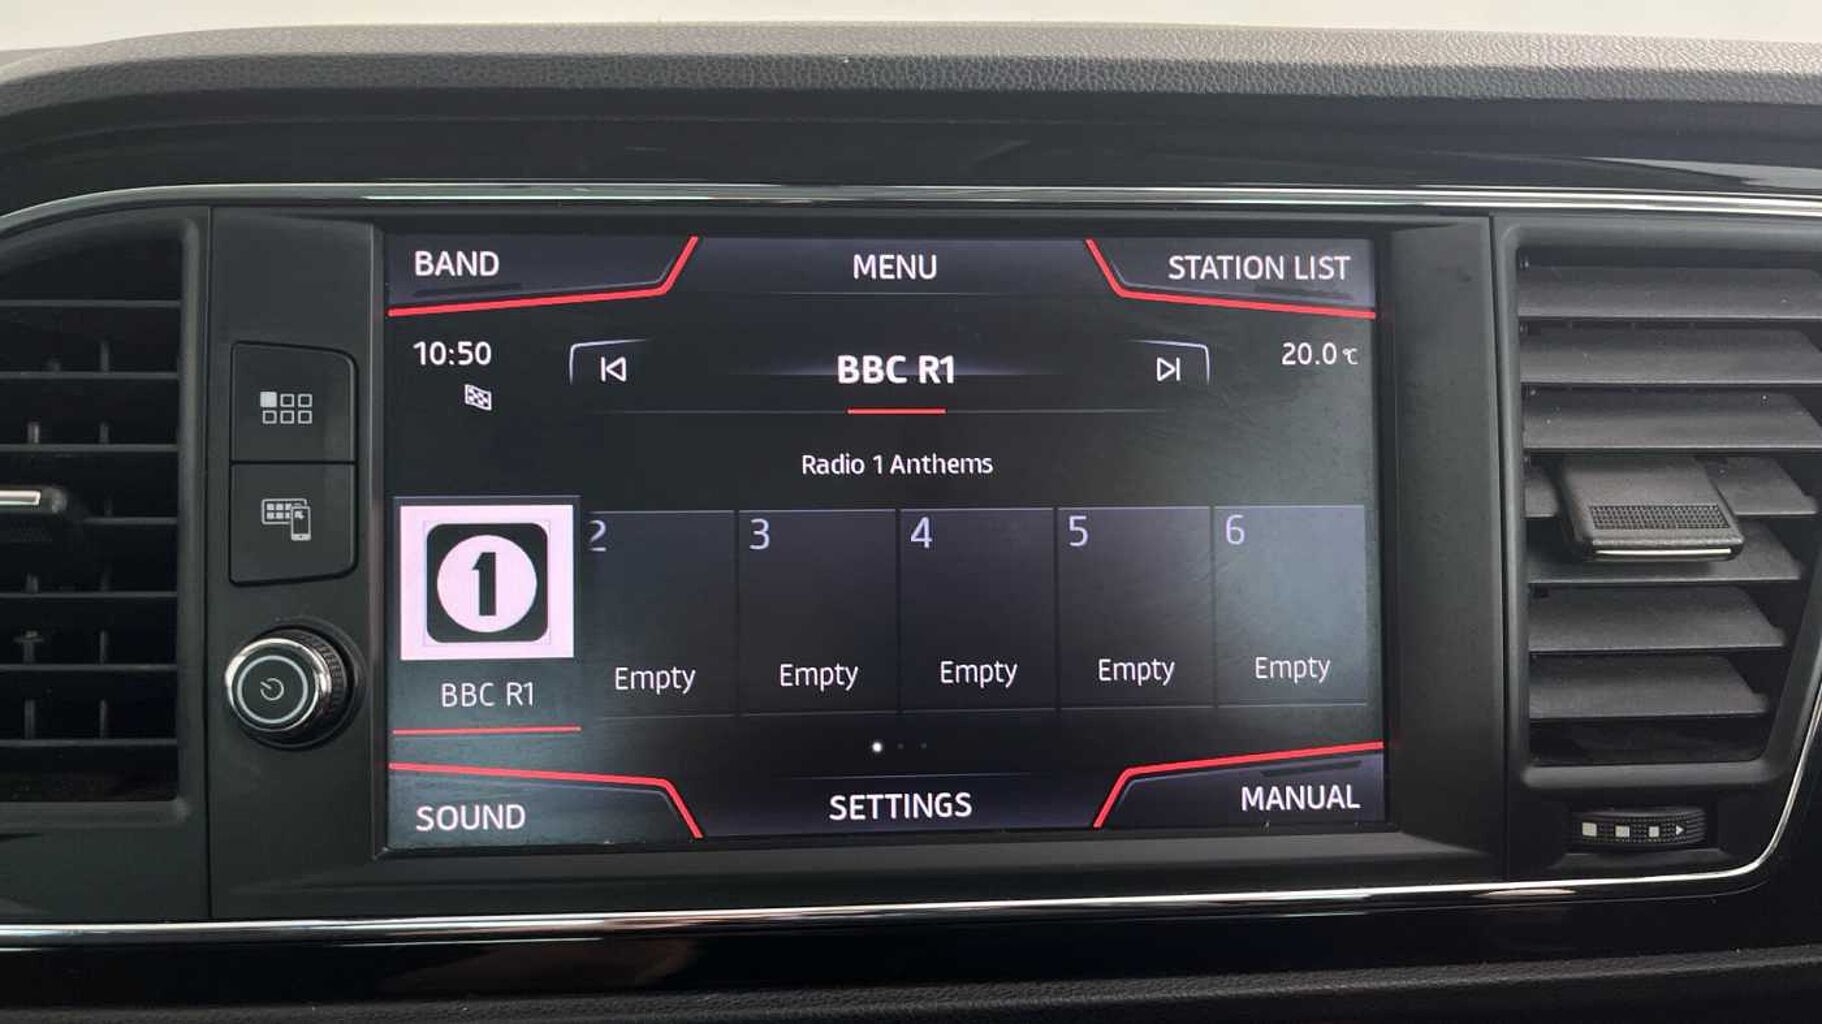 BAND MENU STATION LIST
10:50 BBC R1 20.0 °C
Radio 1 Anthems
1 2 3 4 5 6
BBC R1 Empty Empty Empty Empty Empty
SOUND SETTINGS MANUAL